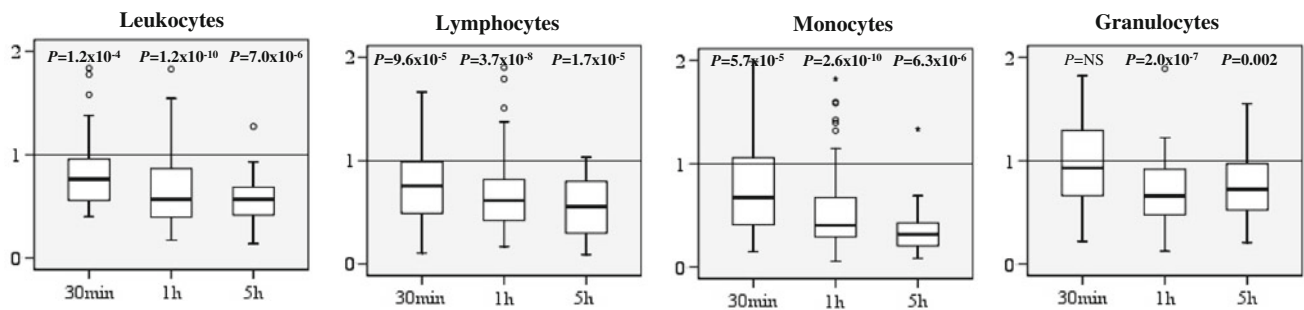 Leukocytes
2
P=1.2x10-4 P=1.2x10-10 P=7.0x10-6
1
0
30min 1h 5h
Lymphocytes
2
P=9.6x10-5 P=3.7x10-8 P=1.7x10-5
1
0
30min 1h 5h
Monocytes
2
P=5.7x10-5 P=2.6x10-10 P=6.3x10-6
1
0
30min 1h 5h
Granulocytes
2
P=NS P=2.0x10-7 P=0.002
1
0
30min 1h 5h